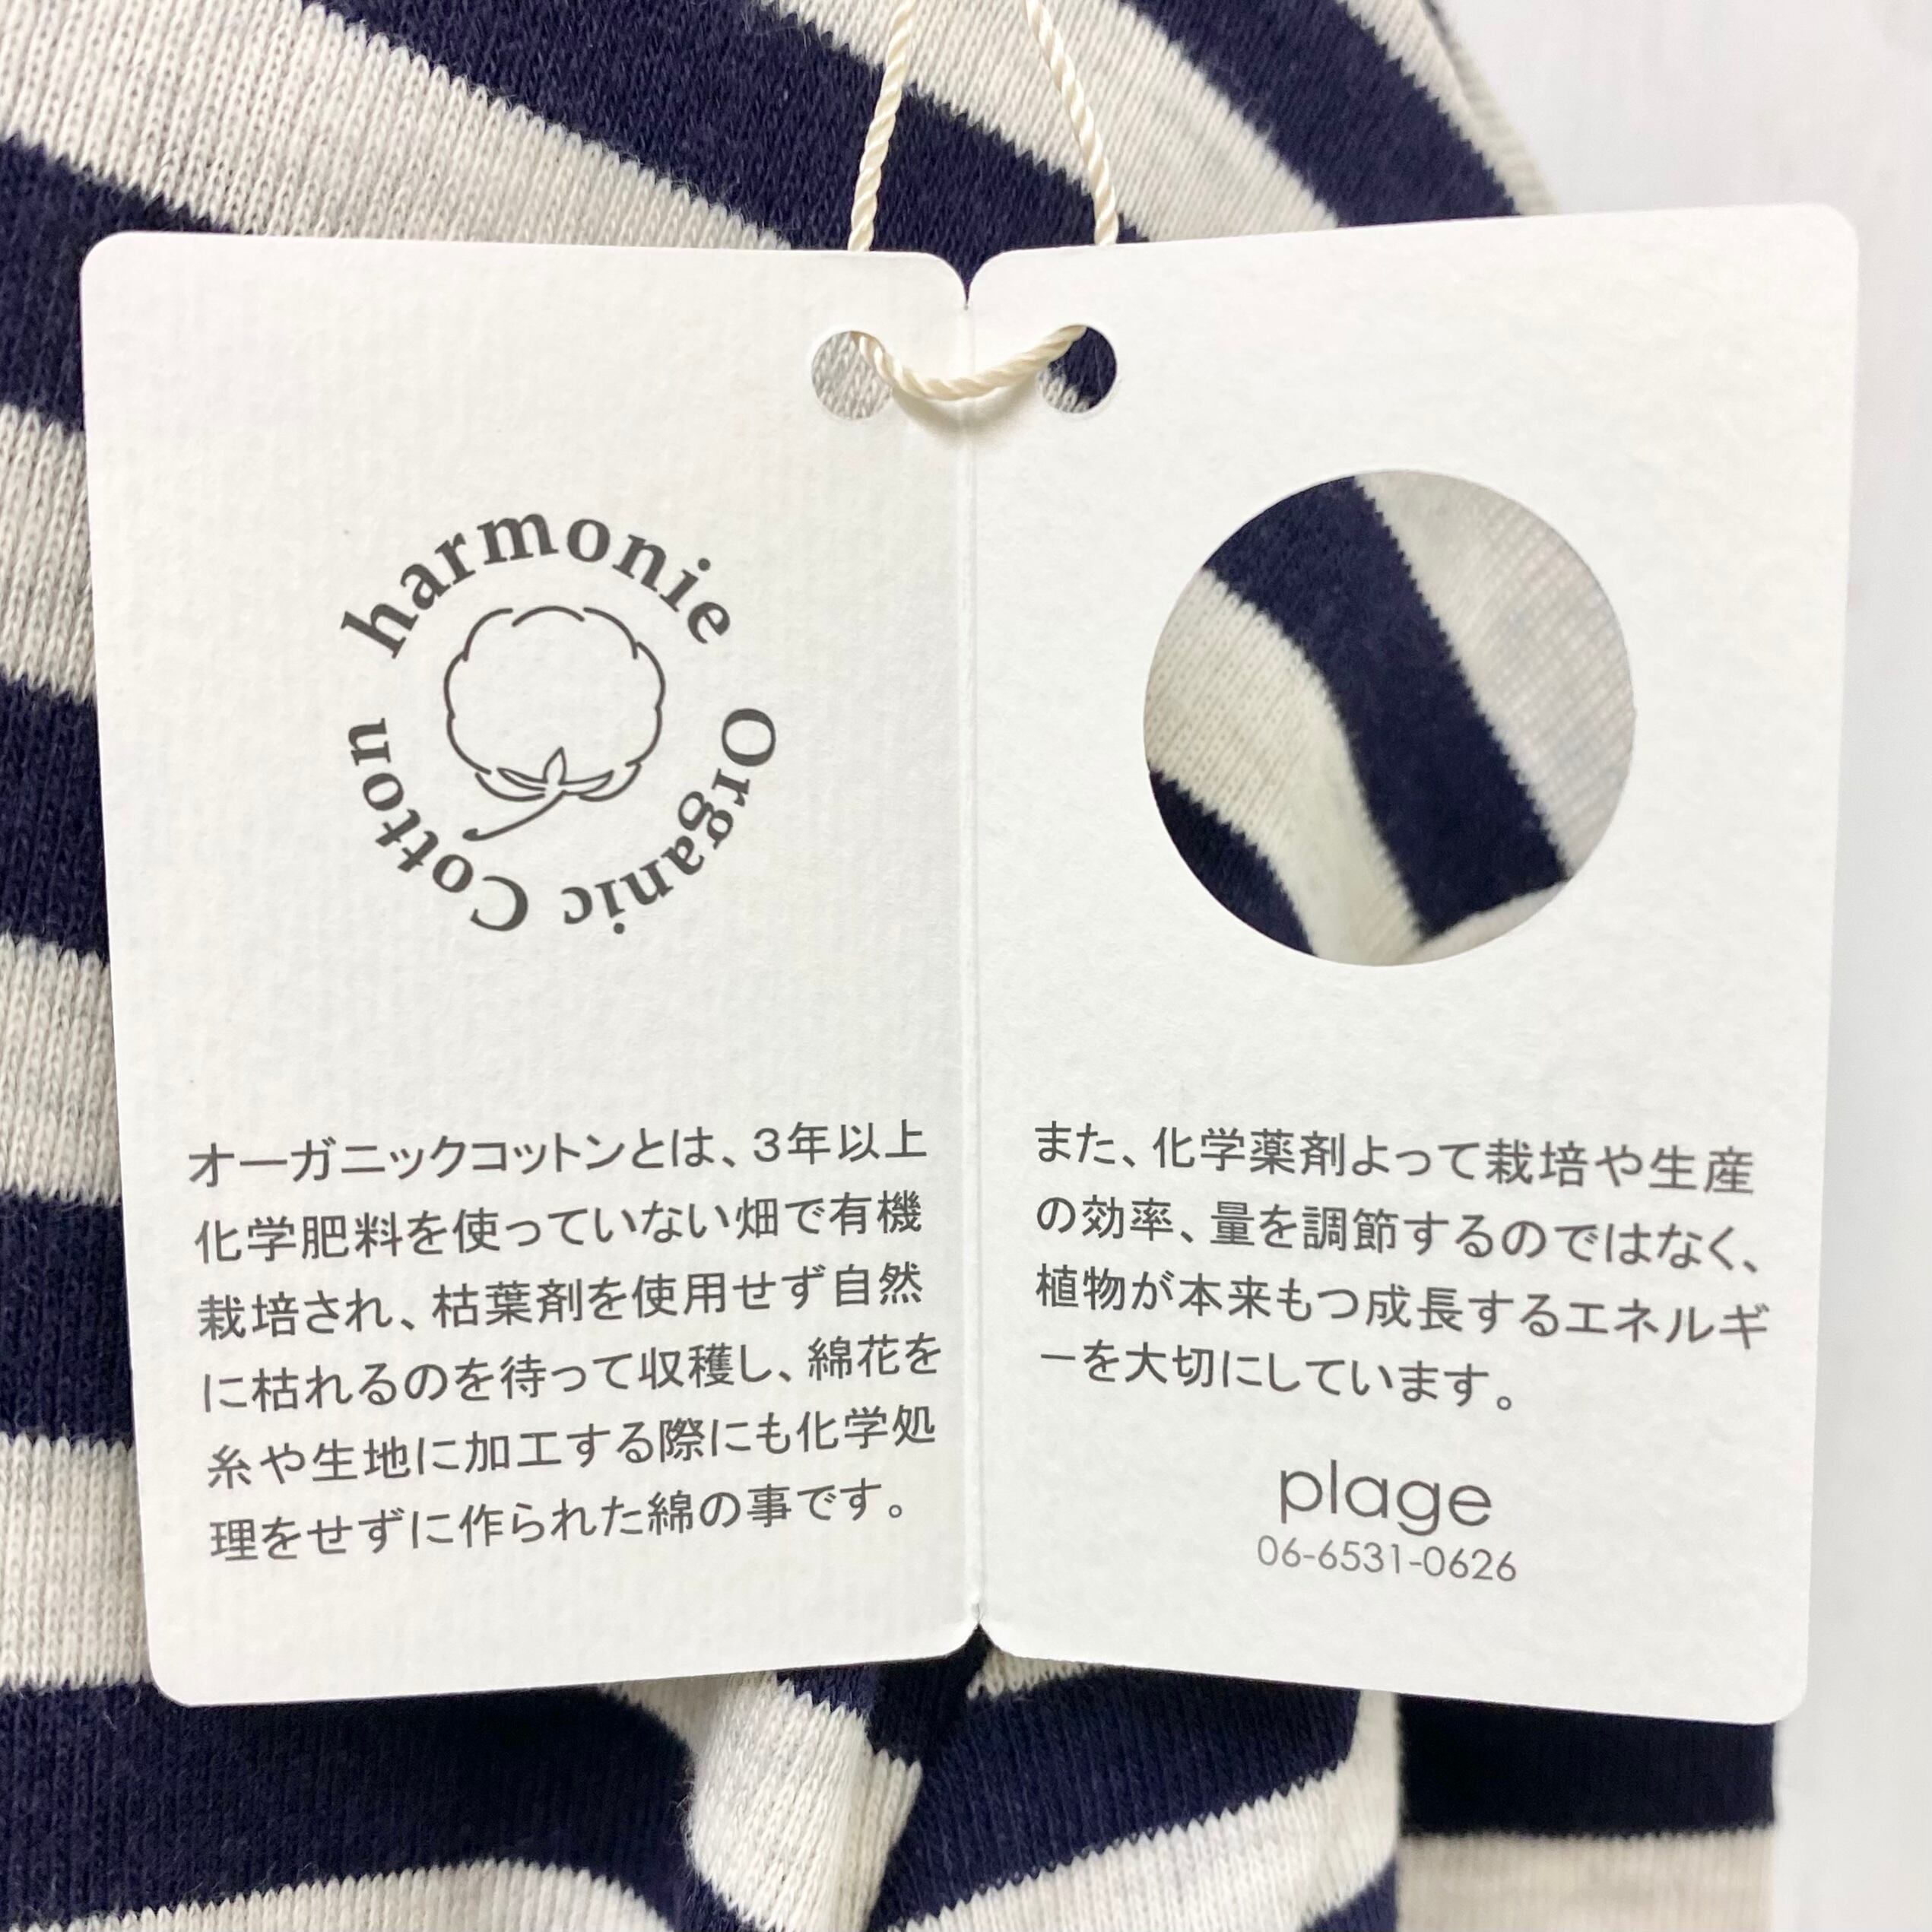 harmonie
Organic Cotton
オーガニックコットンとは、3年以上
化学肥料を使っていない畑で有機
栽培され、枯葉剤を使用せず自然
に枯れるのを待って収穫し、綿花を
糸や生地に加工する際にも化学処
理をせずに作られた綿の事です。
また、化学薬剤よって栽培や生産
の効率、量を調節するのではなく、
植物が本来もつ成長するエネルギ
ーを大切にしています。
plage
06-6531-0626